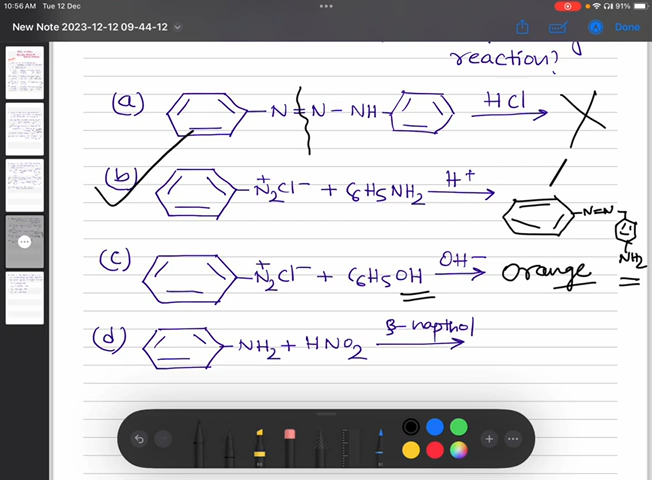 10:56 AM Tue 12 Dec
91%
New Note 2023-12-12 09-44-12
Done
reaction?
(a) N = N - NH HCl
(b) N2+Cl- + C6H5NH2 H+
N=N
NH2
(c) N2+Cl- + C6H5OH OH- orange
(d) NH2 + HNO2 β-napthol